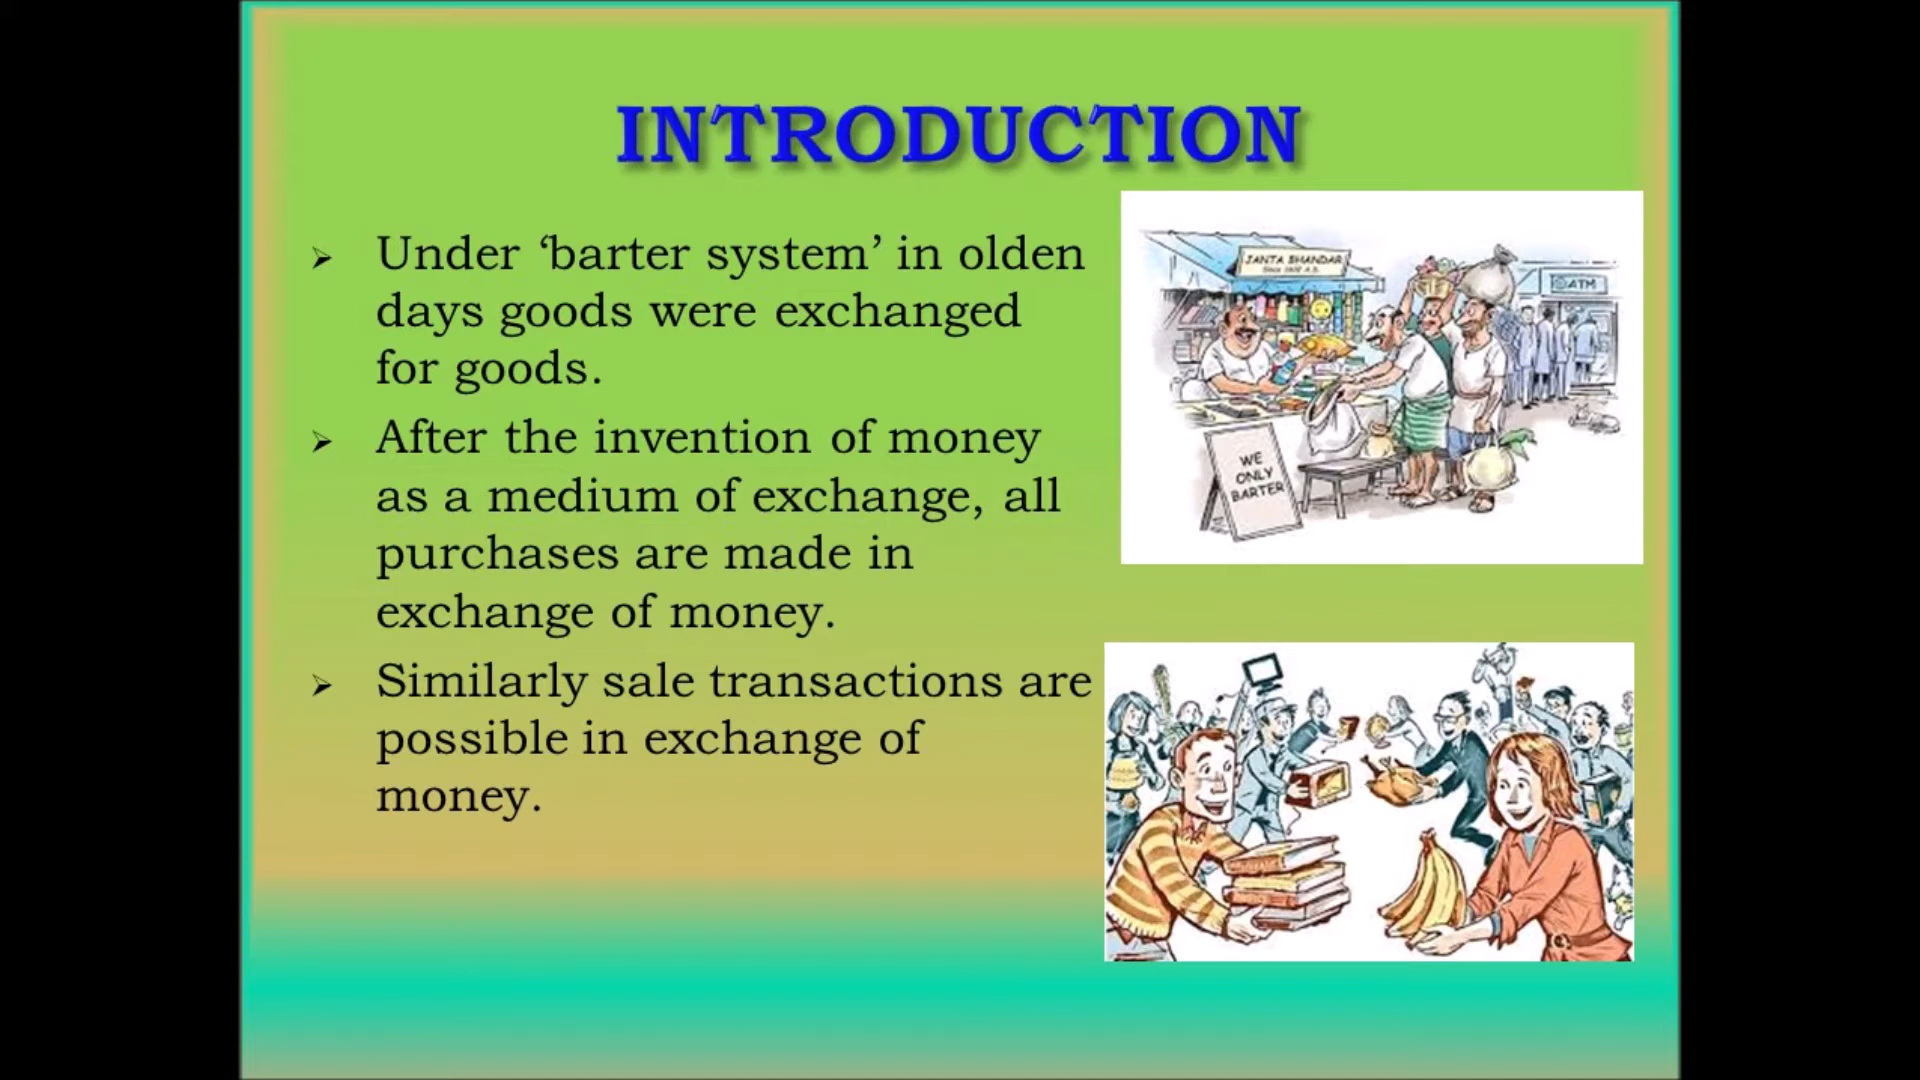 INTRODUCTION
Under ‘barter system’ in olden
days goods were exchanged
for goods.
After the invention of money
as a medium of exchange, all
purchases are made in
exchange of money.
Similarly sale transactions are
possible in exchange of
money.
JANTA BHANDAR
ATM
WE
ONLY
BARTER